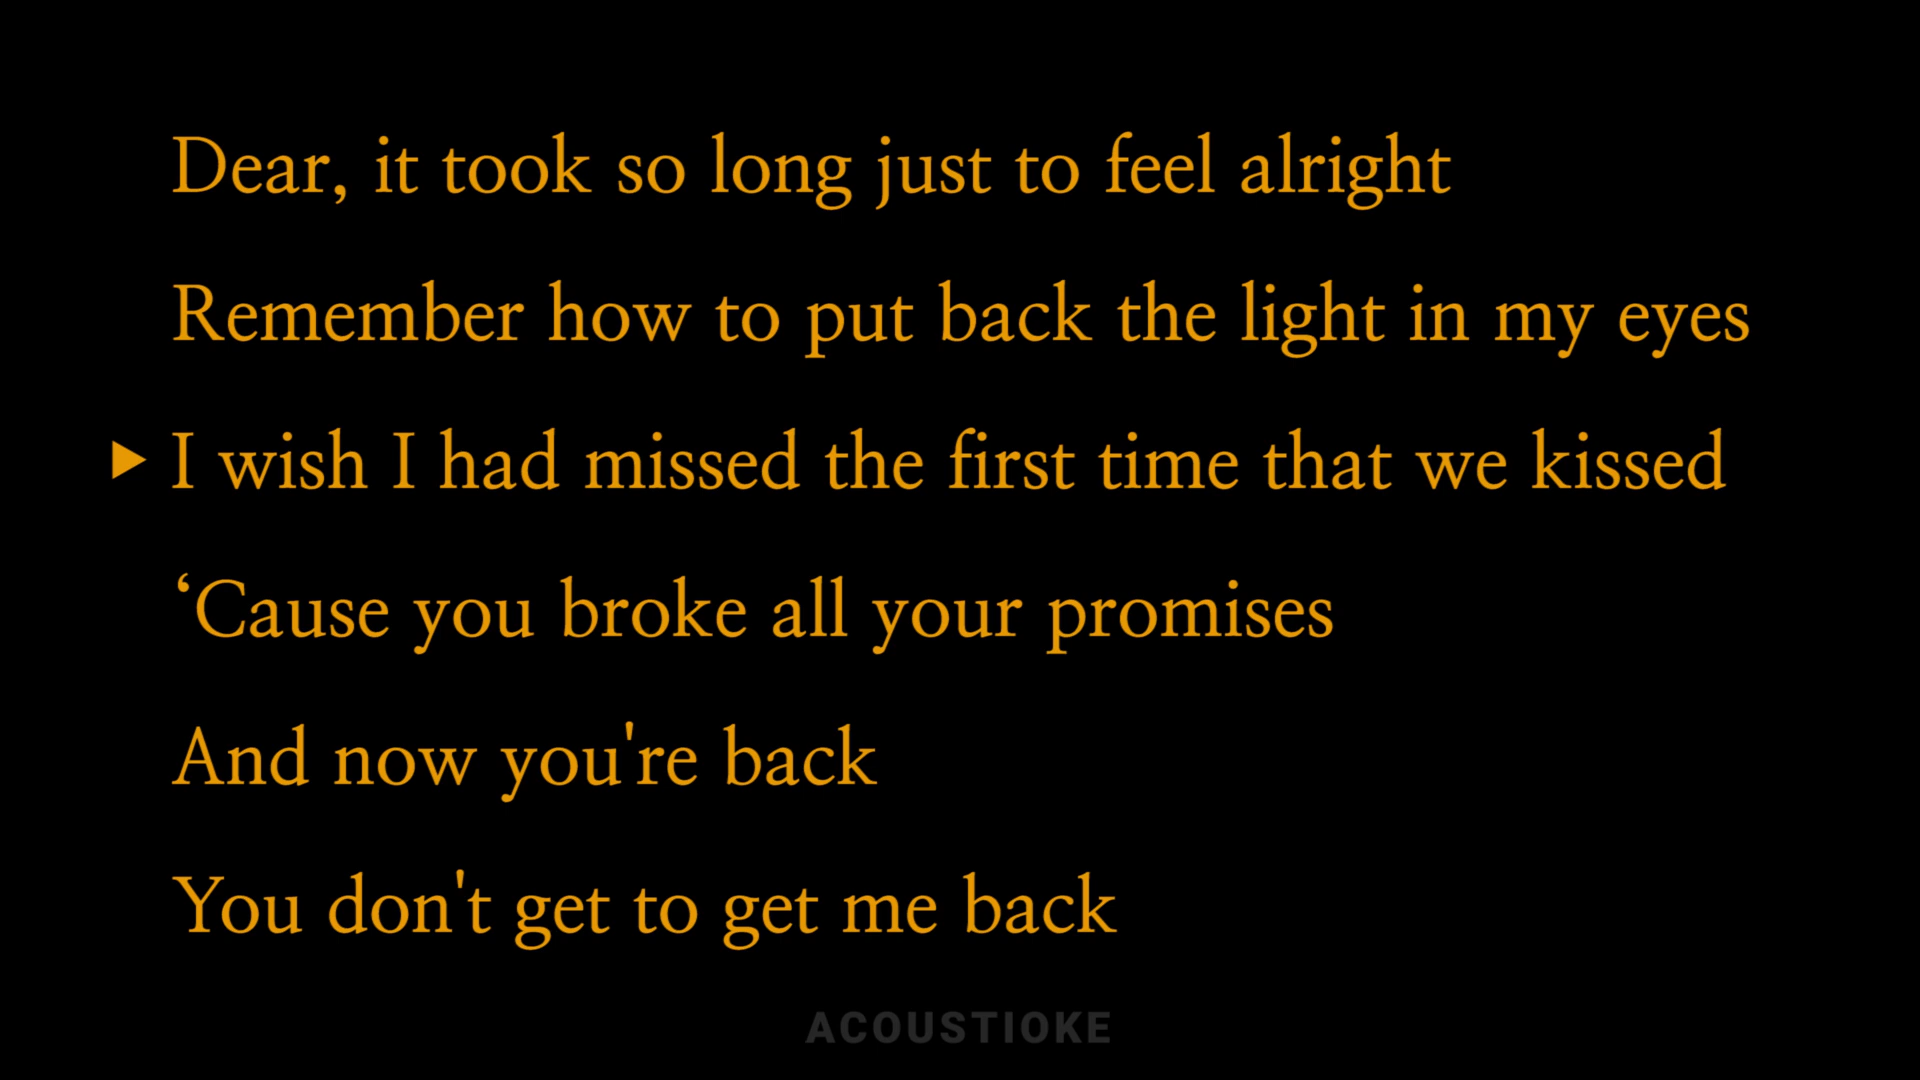 Dear, it took so long just to feel alright
Remember how to put back the light in my eyes
I wish I had missed the first time that we kissed
‘Cause you broke all your promises
And now you're back
You don't get to get me back
ACOUSTIOKE